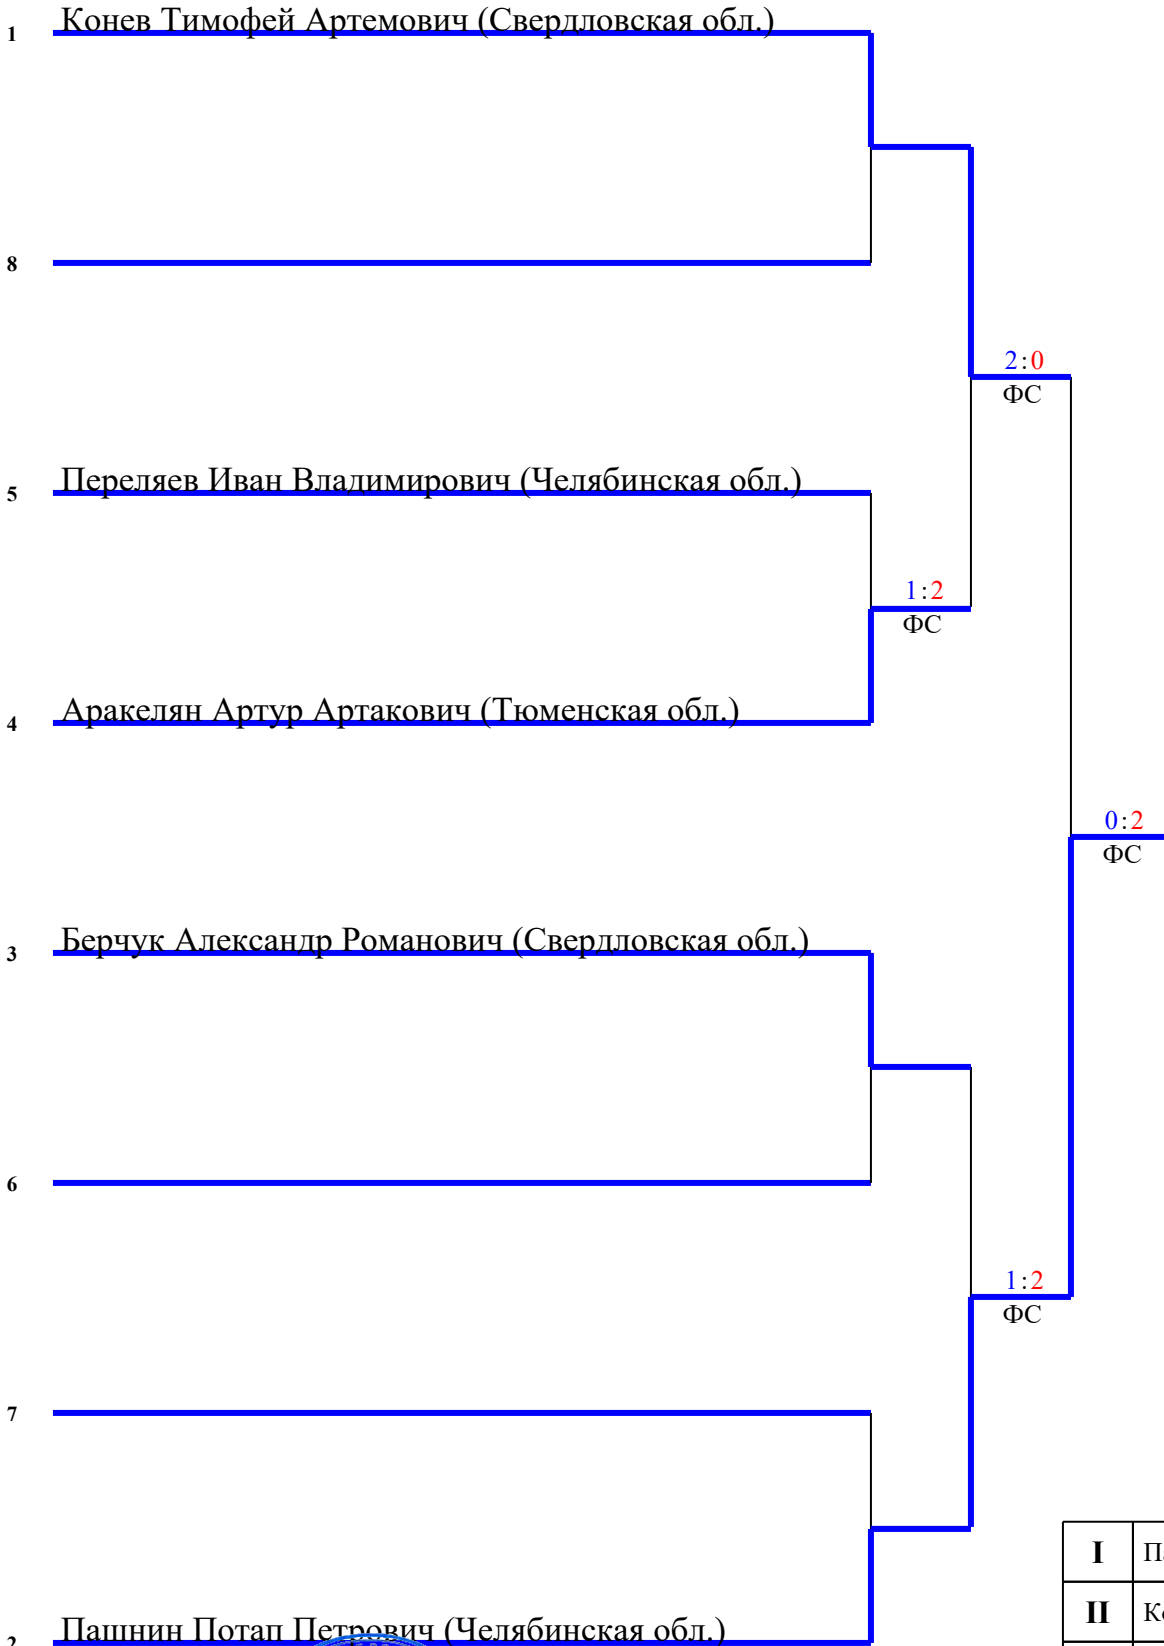 1 Конев Тимофей Артемович (Свердловская обл.)
8
2:0
ФС
5 Переляев Иван Владимирович (Челябинская обл.)
1:2
ФС
4 Аракелян Артур Артакович (Тюменская обл.)
0:2
ФС
3 Берчук Александр Романович (Свердловская обл.)
6
1:2
ФС
7
I
II
2 Пашнин Потап Петрович (Челябинская обл.)